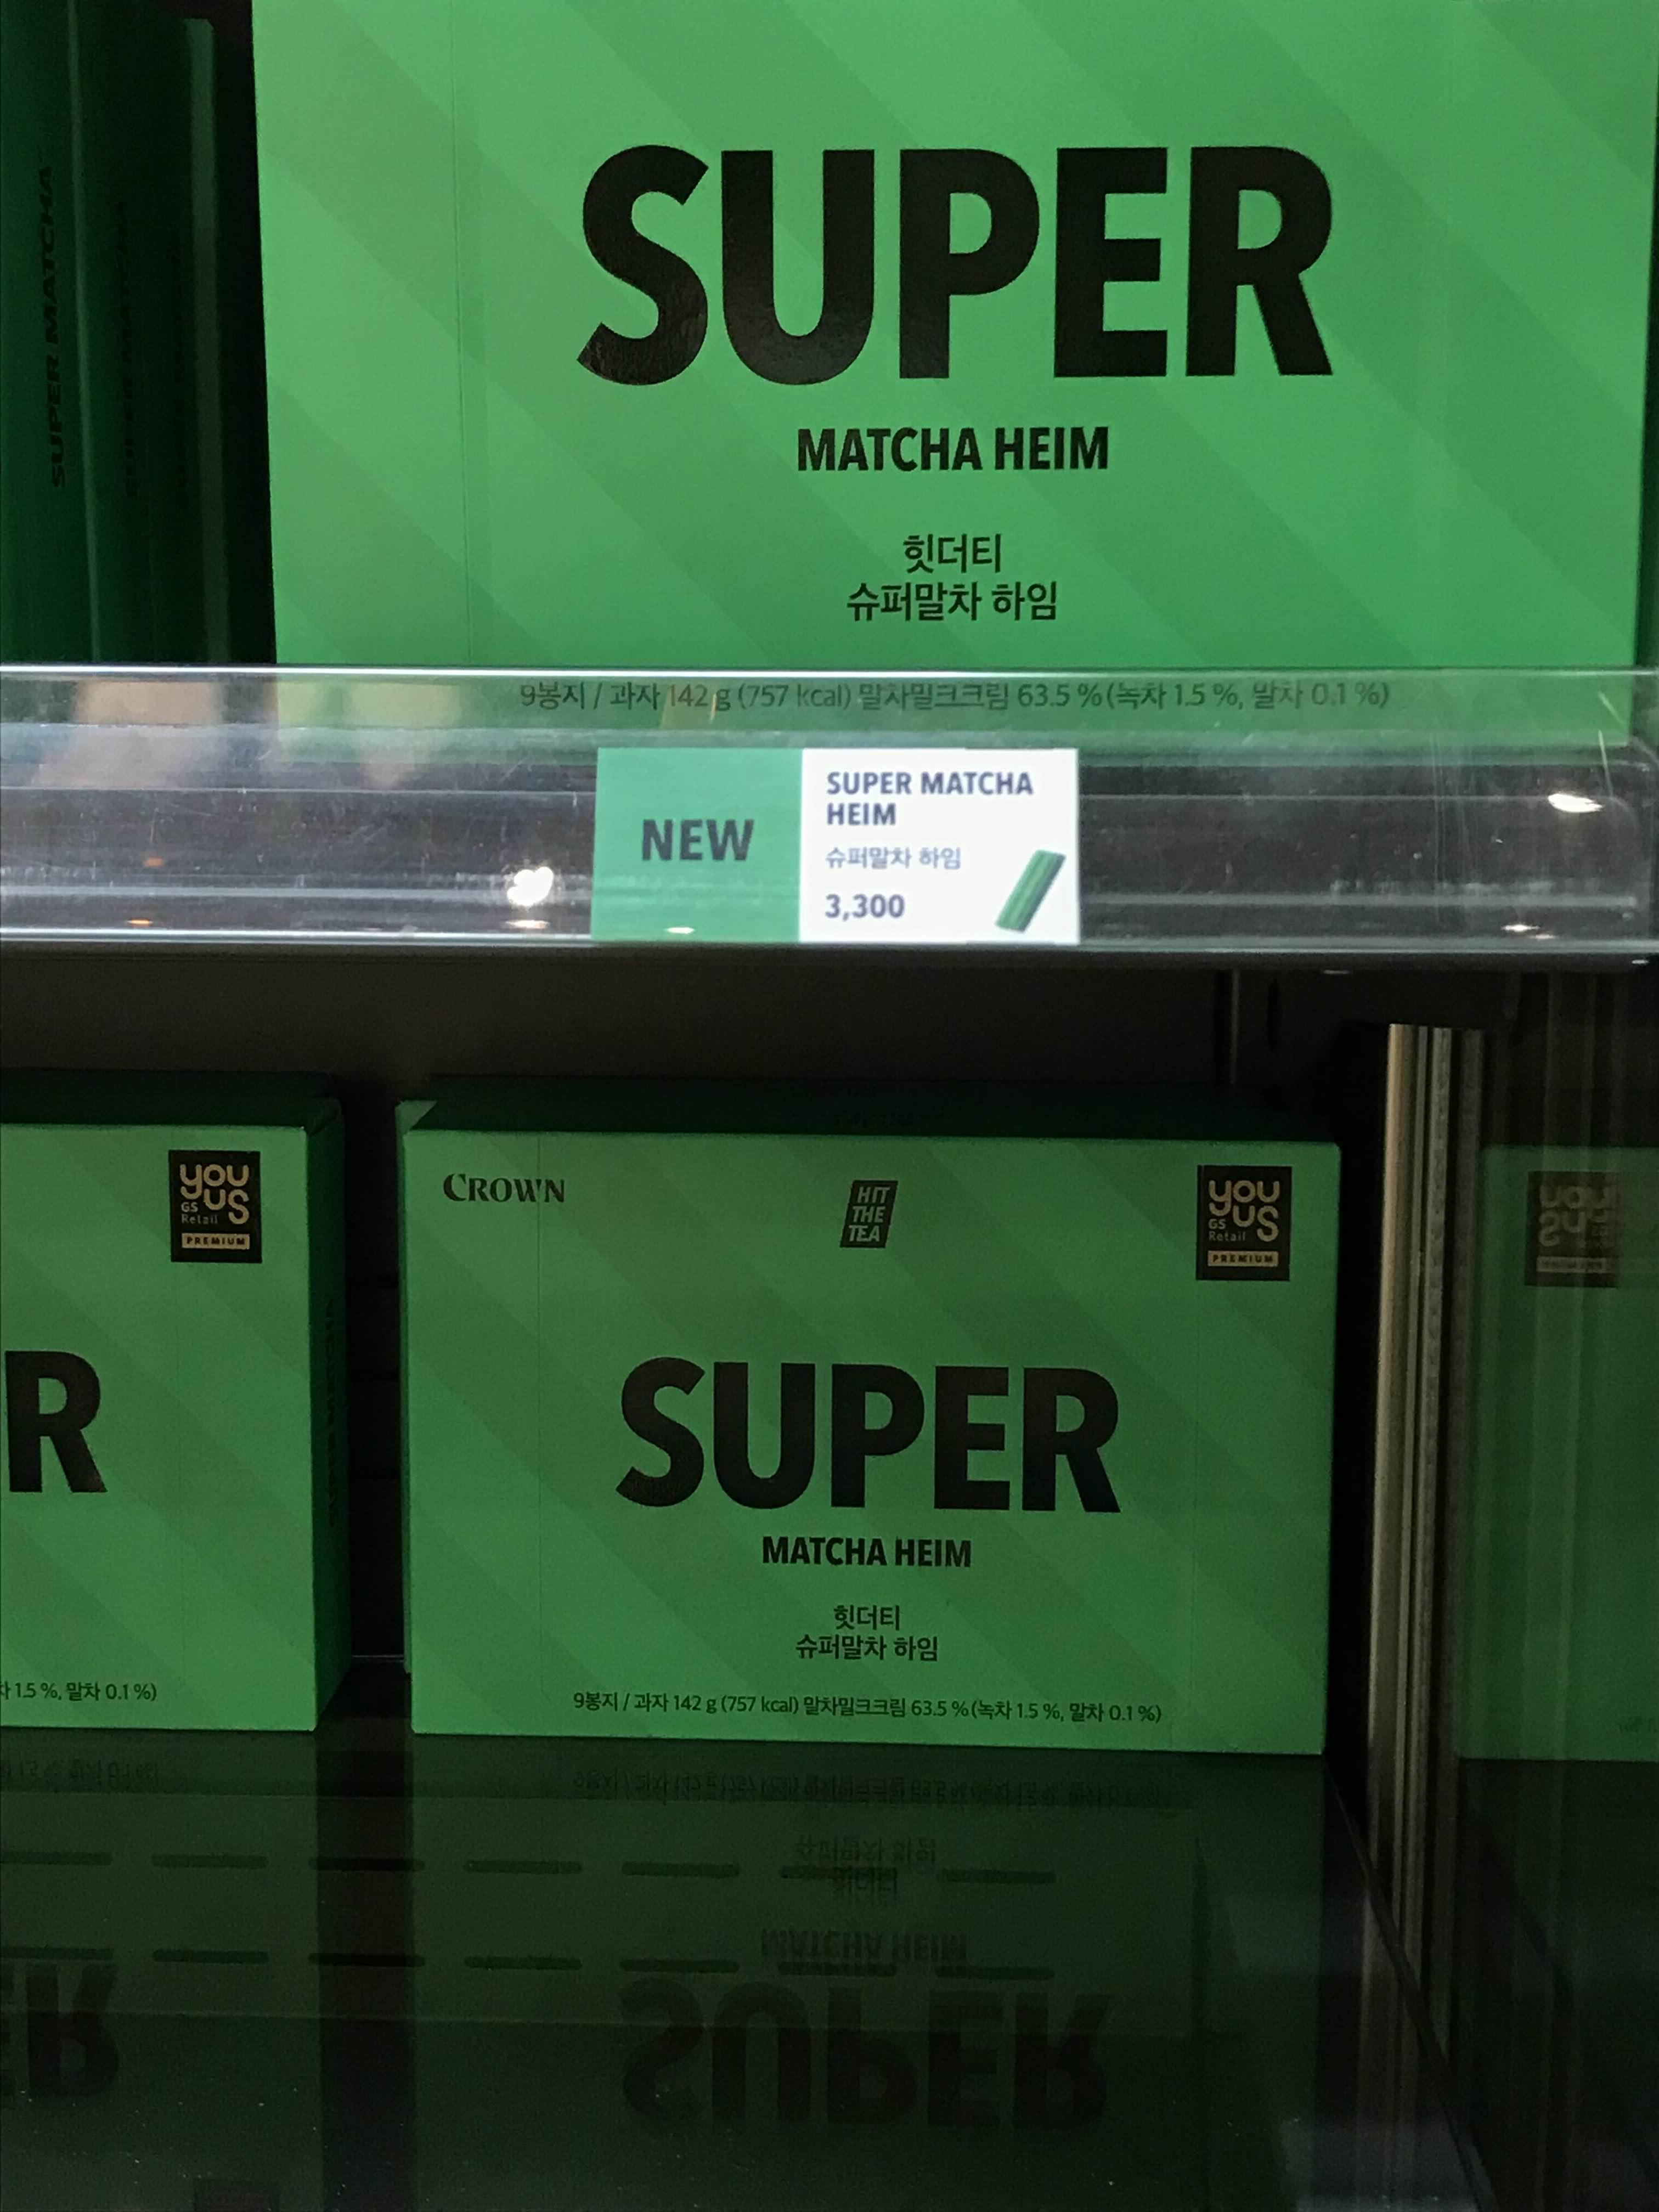 SUPER MATCHA
SUPER
MATCHA HEIM
힛더티
슈퍼말차 하임
9봉지 / 과자 142 g (757 kcal) 말차밀크크림 63.5 % (녹차 1.5 %, 말차 0.1 %)
NEW
SUPER MATCHA
HEIM
슈퍼말차 하임
3,300
you
us
GS
Retail
PREMIUM
R
1.5 %, 말차 0.1 %)
SUPER MATCHA
CROWN
HIT
THE
TEA
you
us
GS
Retail
PREMIUM
SUPER
MATCHA HEIM
힛더티
슈퍼말차 하임
9봉지 / 과자 142 g (757 kcal) 말차밀크크림 63.5 % (녹차 1.5 %, 말차 0.1 %)